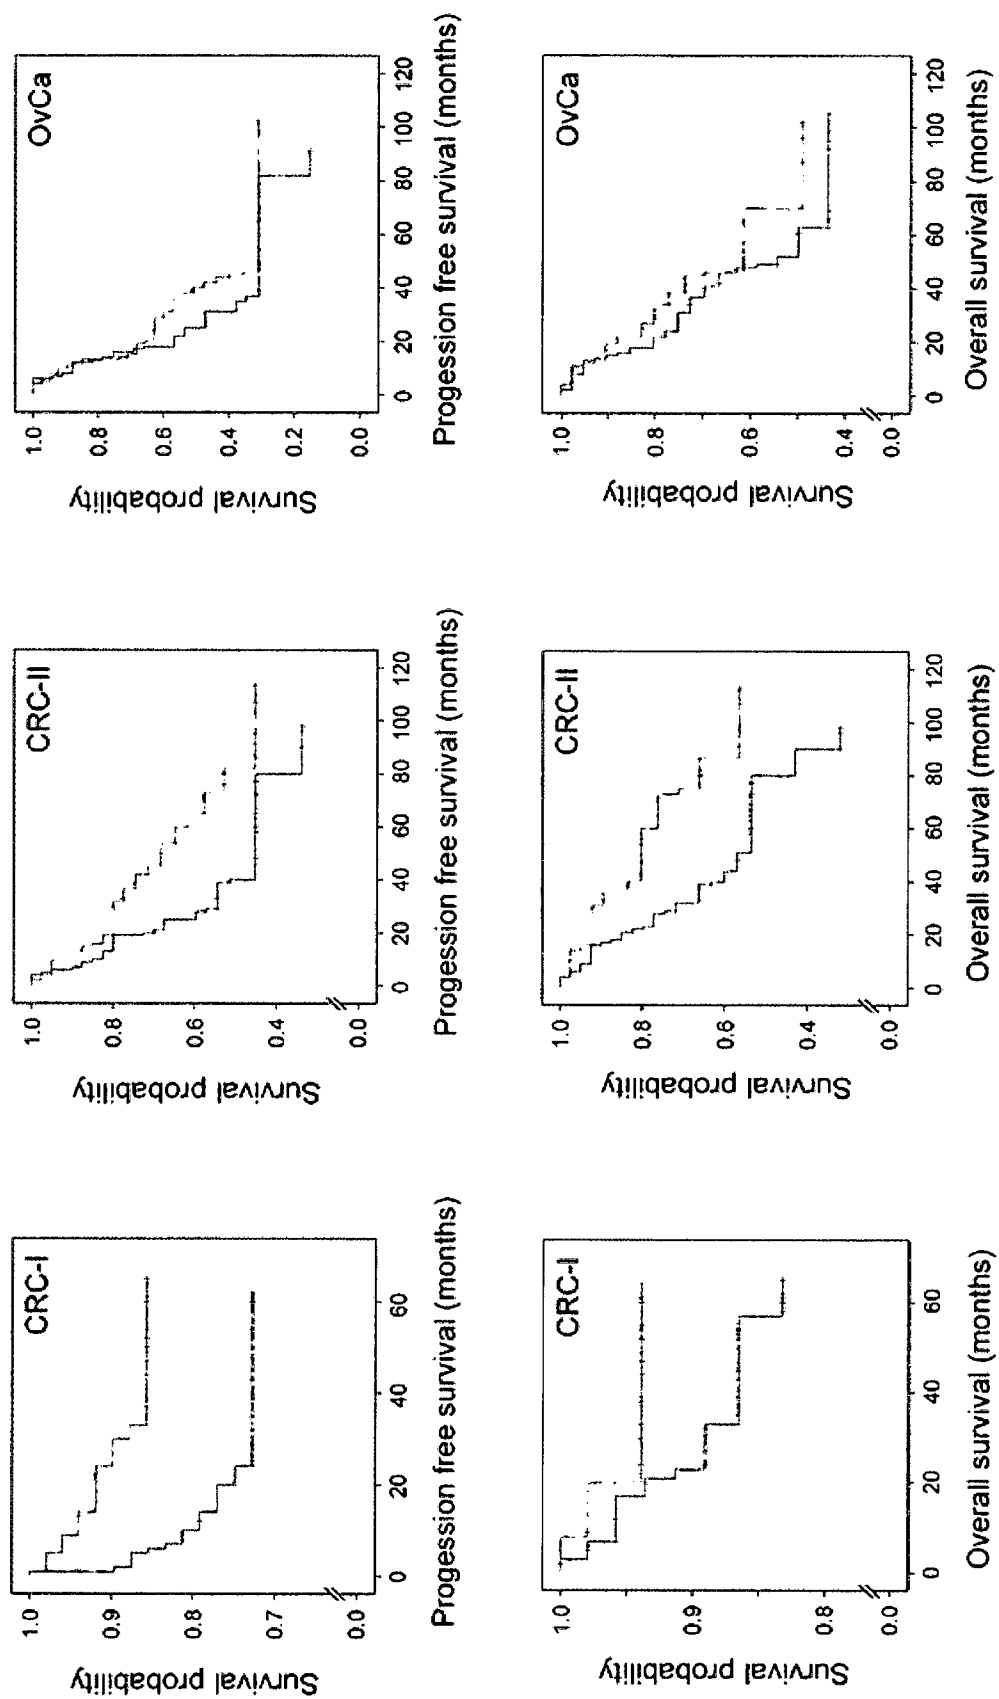 CRC-I
Survival probability
1.0
0.9
0.8
0.7
0.0
0 20 40 60
Progession free survival (months)
CRC-II
Survival probability
1.0
0.8
0.6
0.4
0.0
0 20 40 60 80 100 120
Progession free survival (months)
OvCa
Survival probability
1.0
0.8
0.6
0.4
0.2
0.0
0 20 40 60 80 100 120
Progession free survival (months)
CRC-I
Survival probability
1.0
0.9
0.8
0.0
0 20 40 60
Overall survival (months)
CRC-II
Survival probability
1.0
0.8
0.6
0.4
0.0
0 20 40 60 80 100 120
Overall survival (months)
OvCa
Survival probability
1.0
0.8
0.6
0.4
0.0
0 20 40 60 80 100 120
Overall survival (months)